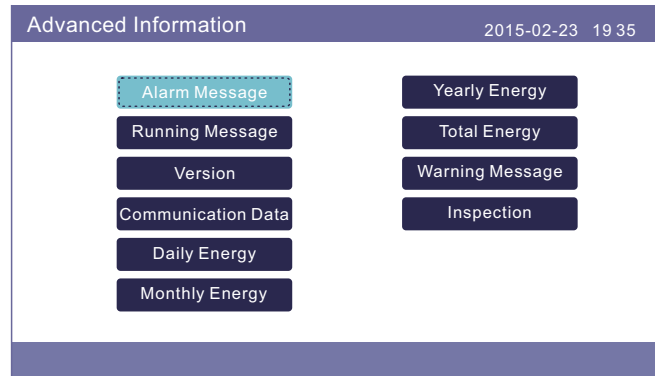 Advanced Information
2015-02-23 19 35
Alarm Message
Running Message
Version
Communication Data
Daily Energy
Monthly Energy
Yearly Energy
Total Energy
Warning Message
Inspection